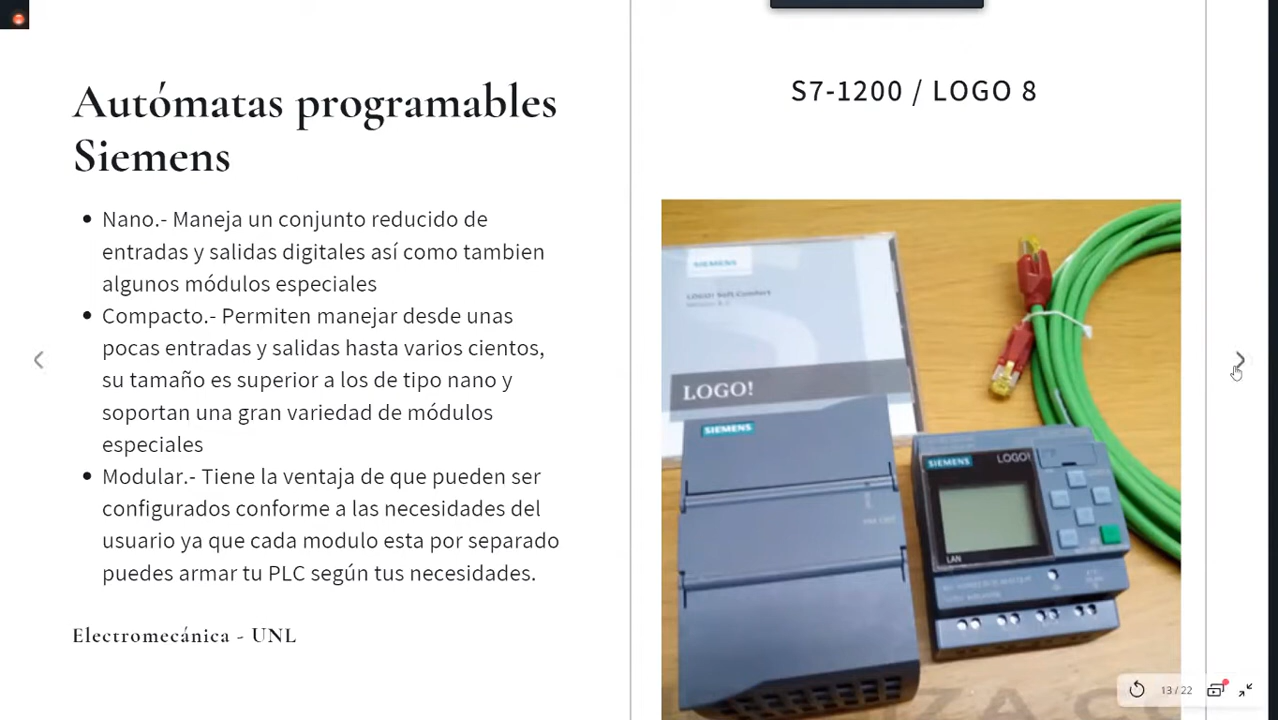 Autómatas programables
Siemens
Nano.- Maneja un conjunto reducido de
entradas y salidas digitales así como tambien
algunos módulos especiales
Compacto.- Permiten manejar desde unas
pocas entradas y salidas hasta varios cientos,
su tamaño es superior a los de tipo nano y
soportan una gran variedad de módulos
especiales
Modular.- Tiene la ventaja de que pueden ser
configurados conforme a las necesidades del
usuario ya que cada modulo esta por separado
puedes armar tu PLC según tus necesidades.
Electromecánica - UNL
S7-1200 / LOGO 8
SIEMENS
LOGO! Soft Comfort
LOGO!
SIEMENS
SIEMENS LOGO!
LAN
13 / 22